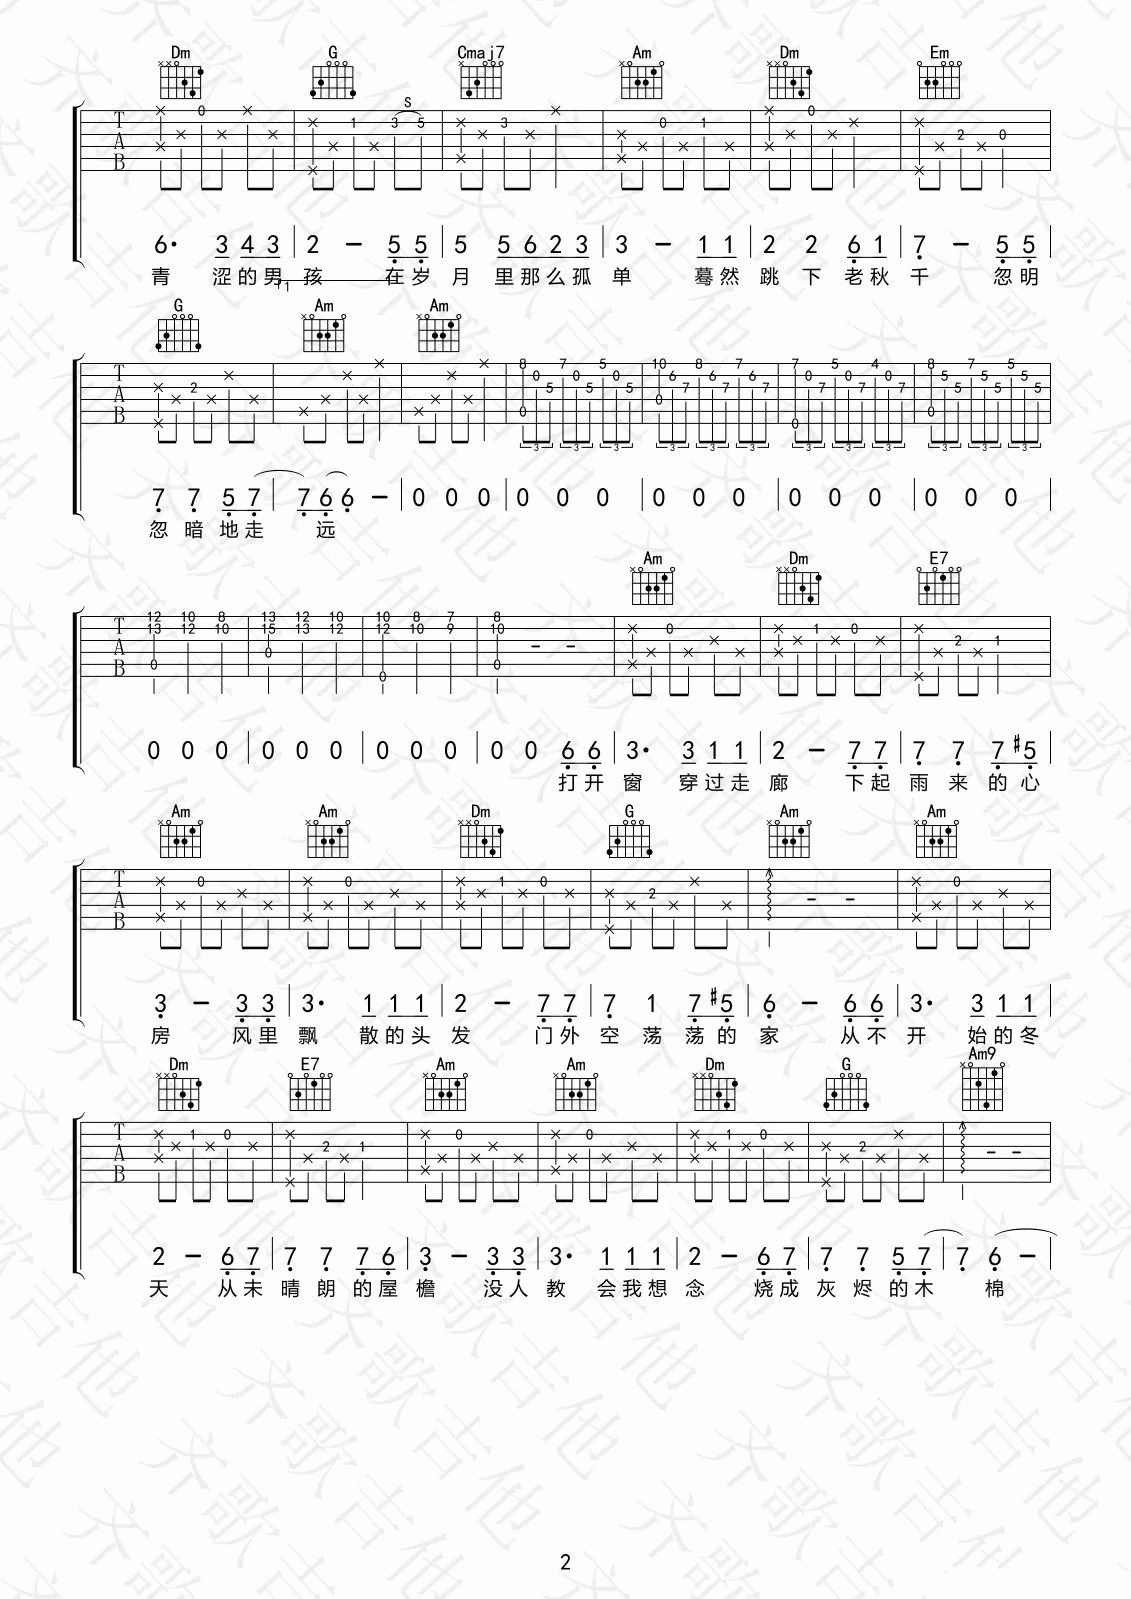 Dm G Cmaj7 Am Dm Em
6· 3 4 3 2 - 5 5 5 5 6 2 3 3 - 1 1 2 2 6 1 7 - 5 5
青 涩的男 孩 在岁 月 里那么孤 单 蓦然 跳 下 老秋 千 忽明
G Am Am
7 7 5 7 7 6 6 - 0 0 0 0 0 0 0 0 0 0 0 0 0 0 0
忽 暗 地走 远
Am Dm E7
0 0 0 0 0 0 0 0 0 0 0 6 6 3· 3 1 1 2 - 7 7 7 7 7 #5
打开 窗 穿过走 廊 下起 雨 来 的心
Am Am Dm G Am Am
3 - 3 3 3· 1 1 1 2 - 7 7 7 1 7 #5 6 - 6 6 3· 3 1 1
房 风里 飘 散的头 发 门外 空 荡 荡的 家 从不 开 始的冬
Dm E7 Am Am Dm G Am9
2 - 6 7 7 7 7 6 3 - 3 3 3· 1 1 1 2 - 6 7 7 7 5 7 7 6 -
天 从未 晴 朗 的屋 檐 没人 教 会我想 念 烧成 灰 烬 的木 棉
2
齐歌吉他